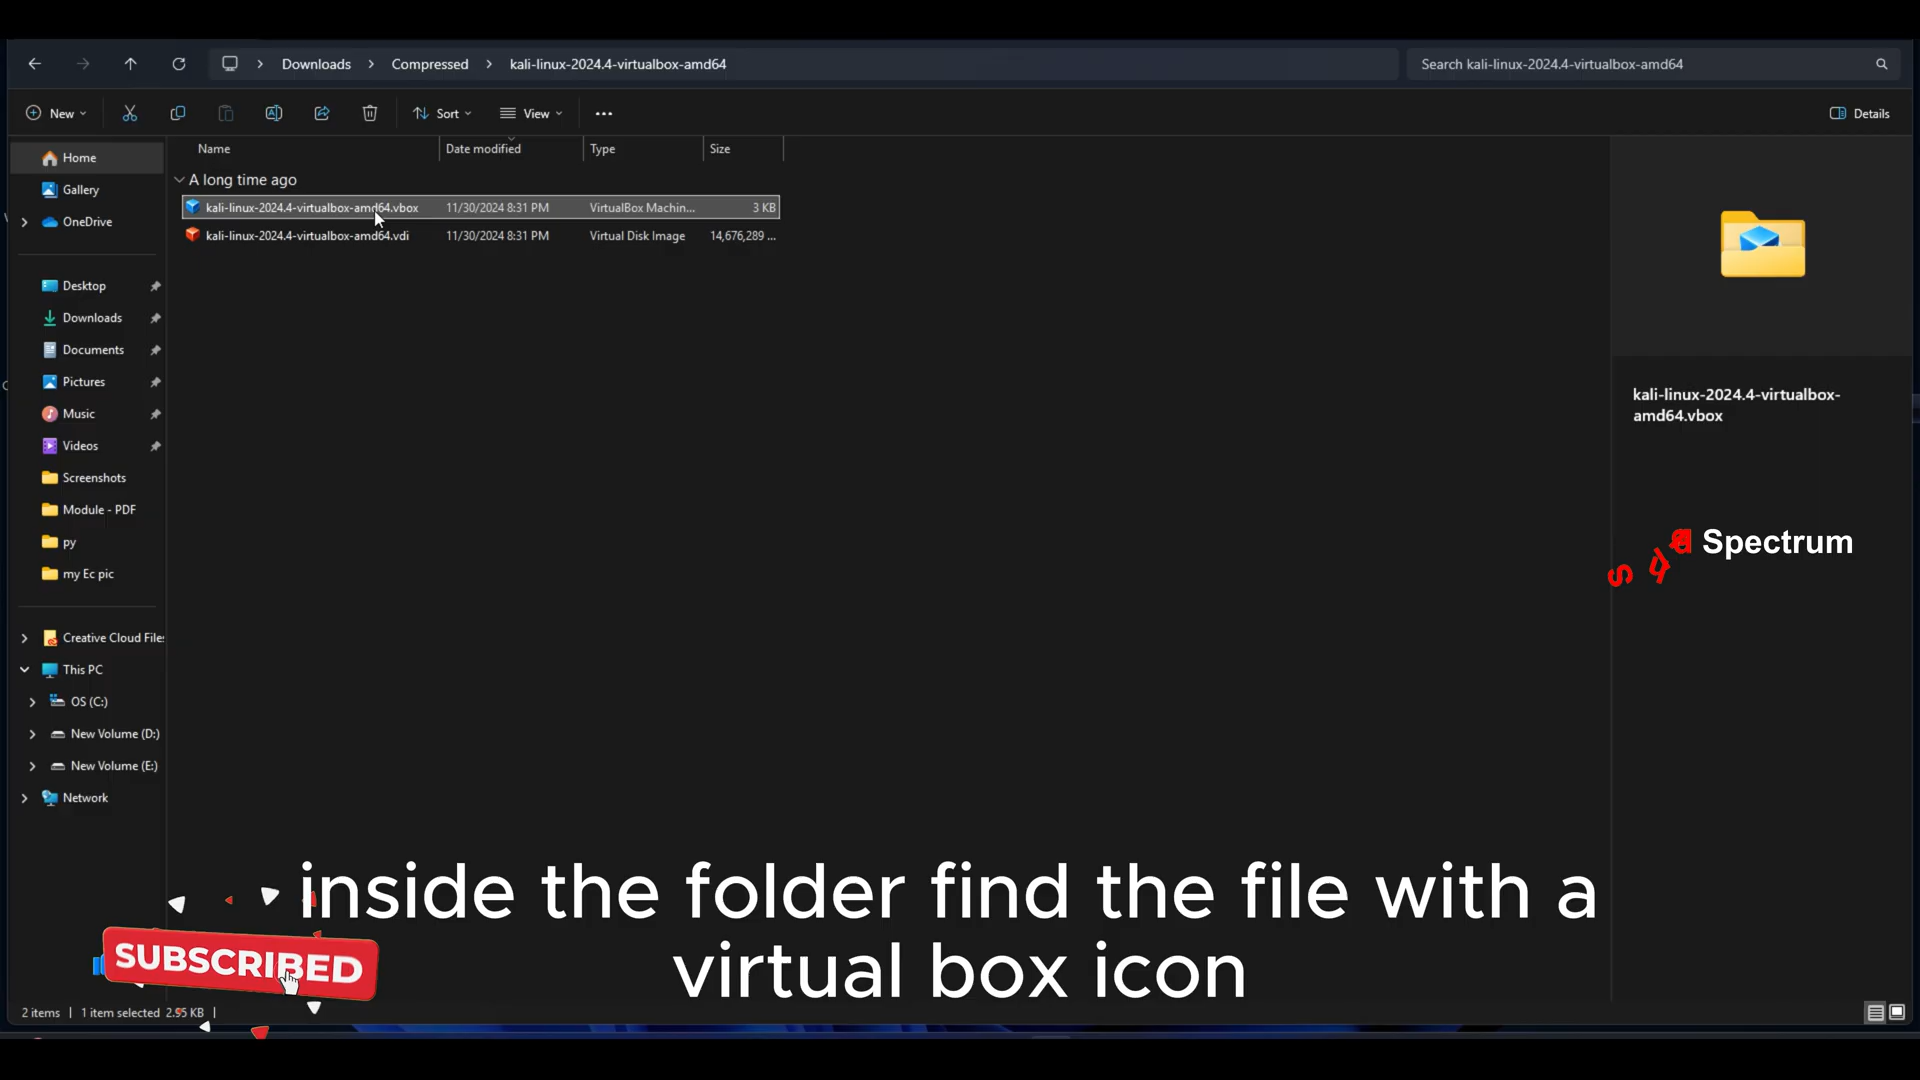 Downloads > Compressed > kali-linux-2024.4-virtualbox-amd64
Search kali-linux-2024.4-virtualbox-amd64
New
Sort
View
Details
Name Date modified Type Size
A long time ago
kali-linux-2024.4-virtualbox-amd64.vbox 11/30/2024 8:31 PM VirtualBox Machin... 3 KB
kali-linux-2024.4-virtualbox-amd64.vdi 11/30/2024 8:31 PM Virtual Disk Image 14,676,289 ...
Home
Gallery
OneDrive
Desktop
Downloads
Documents
Pictures
Music
Videos
Screenshots
Module - PDF
py
my Ec pic
Creative Cloud Files
This PC
OS (C:)
New Volume (D:)
New Volume (E:)
Network
kali-linux-2024.4-virtualbox-
amd64.vbox
Spectrum
inside the folder find the file with a
virtual box icon
SUBSCRIBED
2 items | 1 item selected 2.95 KB |